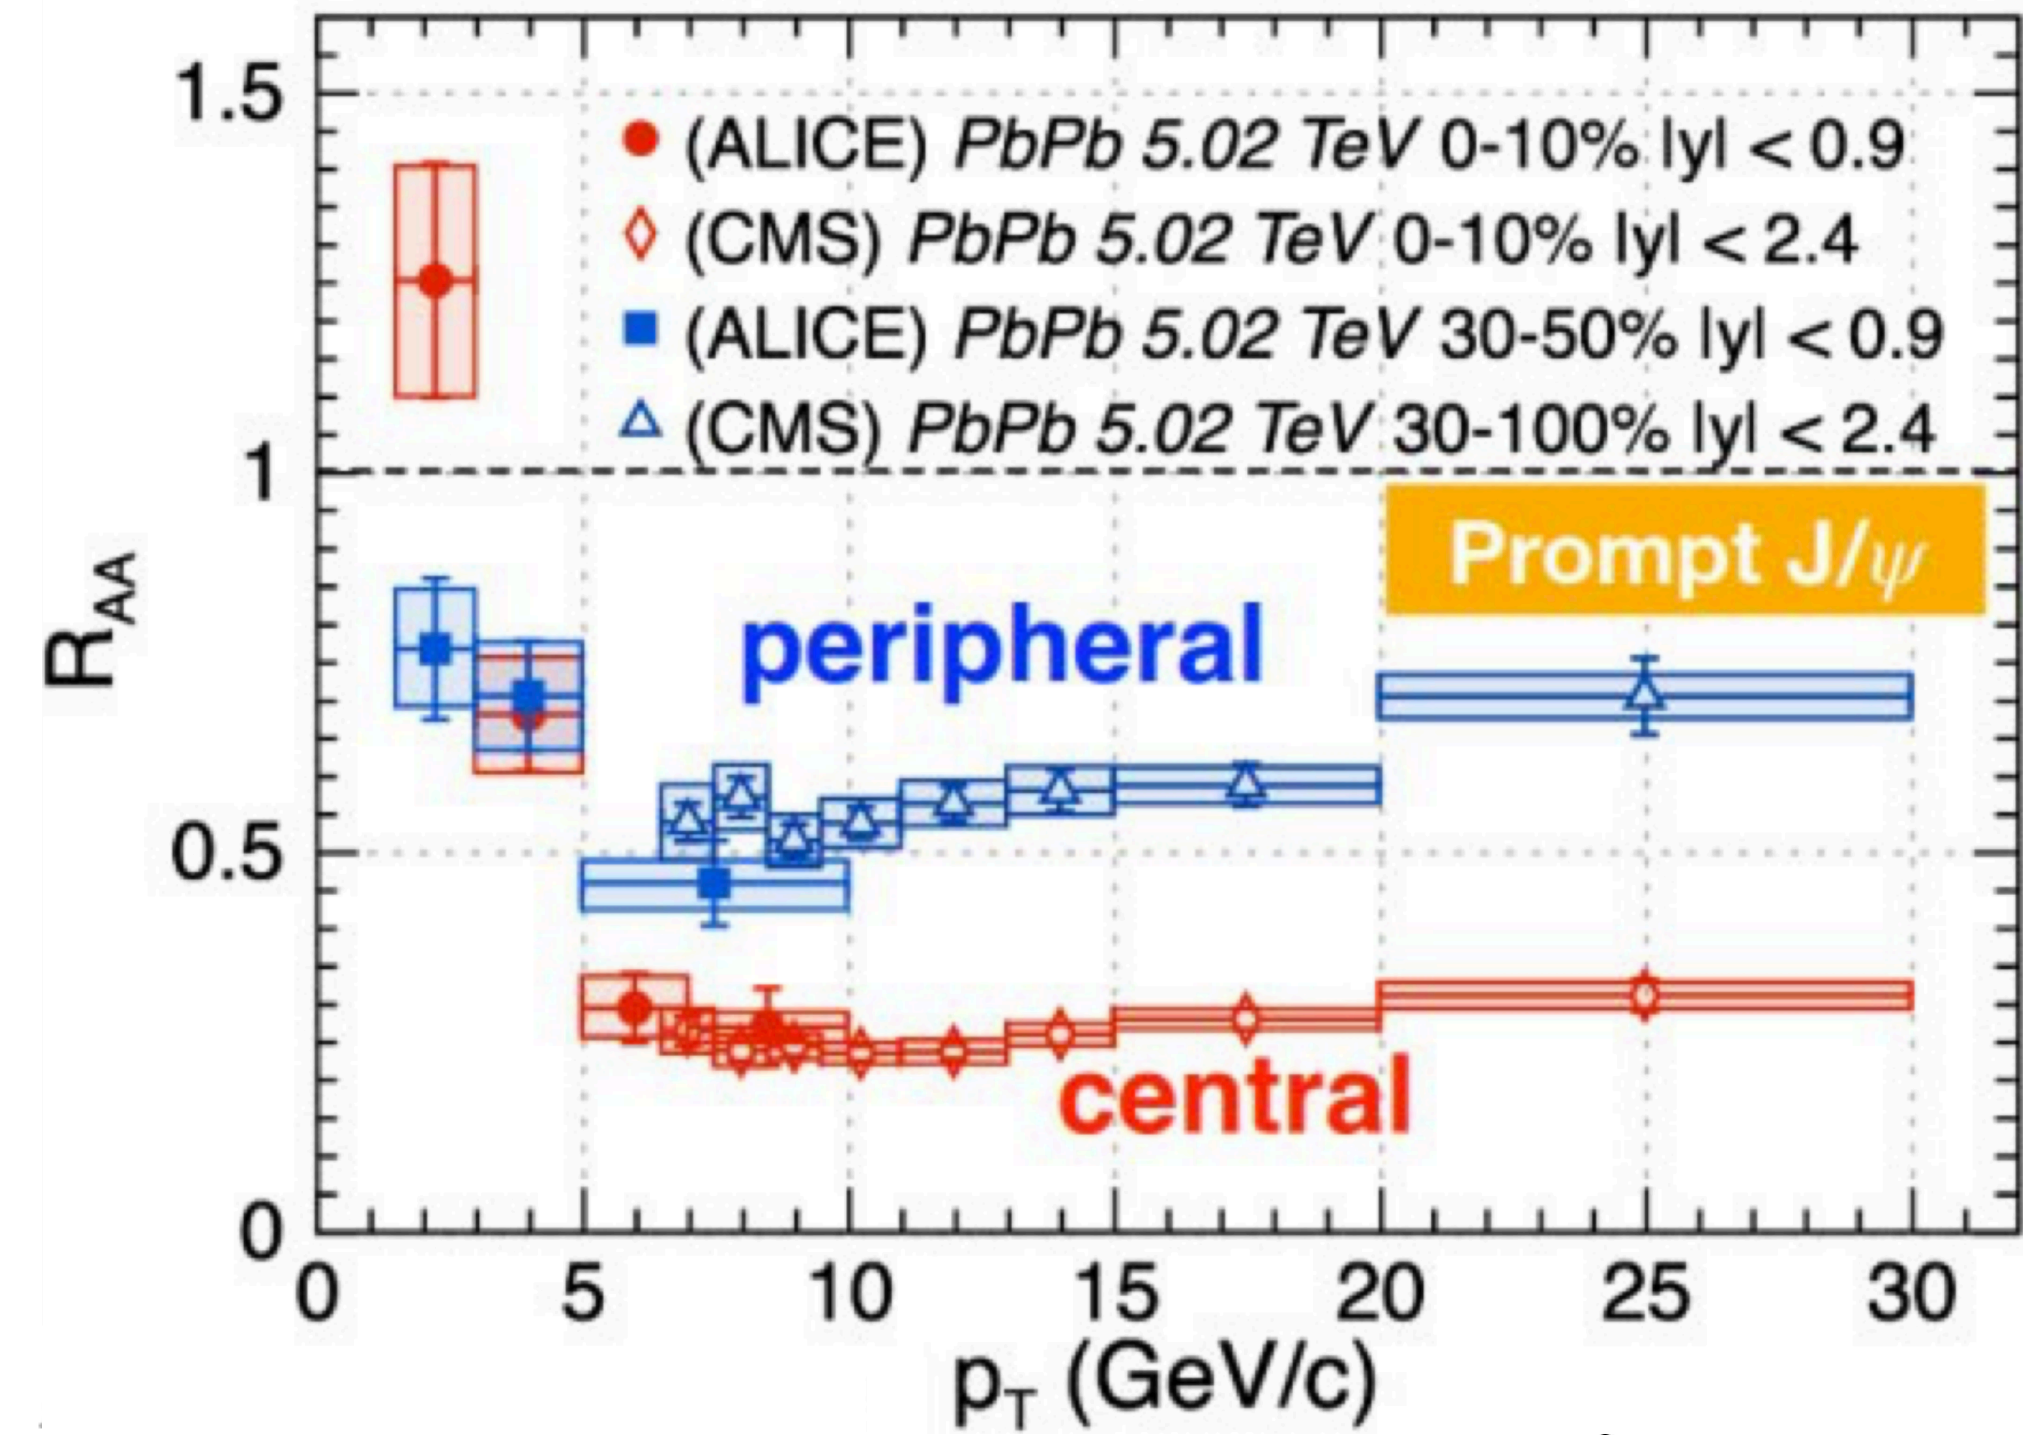 1.5
(ALICE) PbPb 5.02 TeV 0-10% |y| < 0.9
(CMS) PbPb 5.02 TeV 0-10% |y| < 2.4
(ALICE) PbPb 5.02 TeV 30-50% |y| < 0.9
(CMS) PbPb 5.02 TeV 30-100% |y| < 2.4
1
Prompt J/ψ
R_AA
peripheral
0.5
central
0
0 5 10 15 20 25 30
p_T (GeV/c)